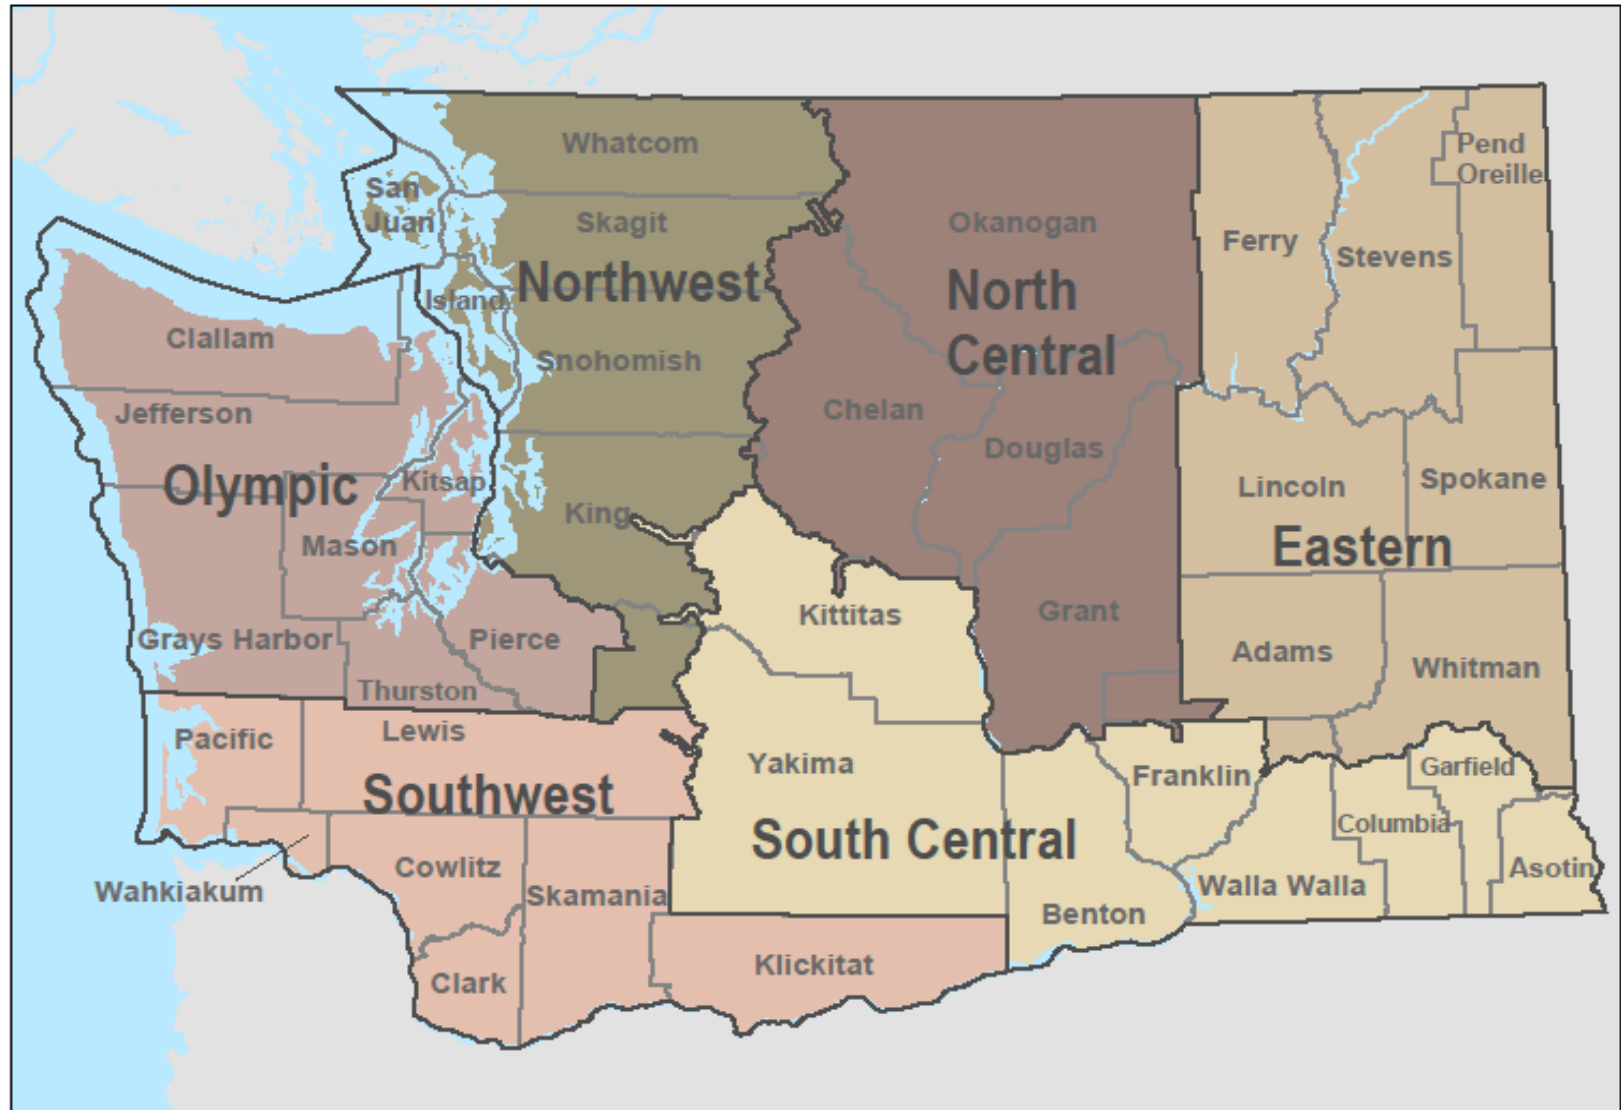 Whatcom
San
Juan
Skagit
Northwest
Island
Snohomish
King
Clallam
Jefferson
Olympic
Kitsap
Mason
Grays Harbor
Pierce
Thurston
Okanogan
North
Central
Chelan
Douglas
Grant
Ferry
Stevens
Pend
Oreille
Lincoln
Spokane
Eastern
Adams
Whitman
Pacific
Lewis
Southwest
Wahkiakum
Cowlitz
Skamania
Clark
Klickitat
Kittitas
Yakima
South Central
Benton
Franklin
Walla Walla
Columbia
Garfield
Asotin